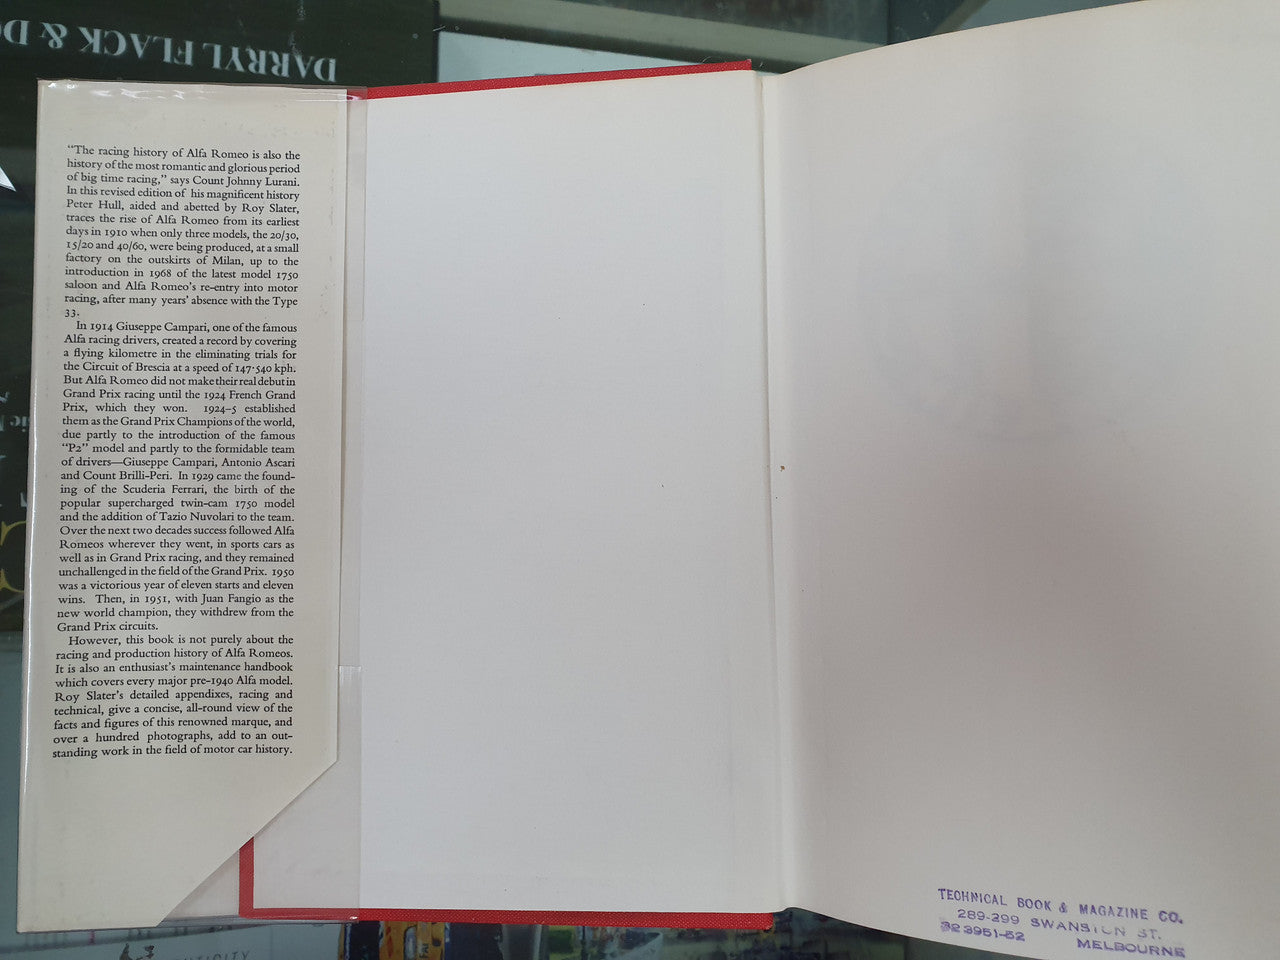 DARRYL FLACK & DO
"The racing history of Alfa Romeo is also the
history of the most romantic and glorious period
of big time racing," says Count Johnny Lurani.
In this revised edition of his magnificent history
Peter Hull, aided and abetted by Roy Slater,
traces the rise of Alfa Romeo from its earliest
days in 1910 when only three models, the 20/30,
15/20 and 40/60, were being produced, at a small
factory on the outskirts of Milan, up to the
introduction in 1968 of the latest model 1750
saloon and Alfa Romeo's re-entry into motor
racing, after many years' absence with the Type
33.
In 1914 Giuseppe Campari, one of the famous
Alfa racing drivers, created a record by covering
a flying kilometre in the eliminating trials for
the Circuit of Brescia at a speed of 147·540 kph.
But Alfa Romeo did not make their real debut in
Grand Prix racing until the 1924 French Grand
Prix, which they won. 1924–5 established
them as the Grand Prix Champions of the world,
due partly to the introduction of the famous
"P2" model and partly to the formidable team
of drivers—Giuseppe Campari, Antonio Ascari
and Count Brilli-Peri. In 1929 came the found-
ing of the Scuderia Ferrari, the birth of the
popular supercharged twin-cam 1750 model
and the addition of Tazio Nuvolari to the team.
Over the next two decades success followed Alfa
Romeos wherever they went, in sports cars as
well as in Grand Prix racing, and they remained
unchallenged in the field of the Grand Prix. 1950
was a victorious year of eleven starts and eleven
wins. Then, in 1951, with Juan Fangio as the
new world champion, they withdrew from the
Grand Prix circuits.
However, this book is not purely about the
racing and production history of Alfa Romeos.
It is also an enthusiast's maintenance handbook
which covers every major pre-1940 Alfa model.
Roy Slater's detailed appendixes, racing and
technical, give a concise, all-round view of the
facts and figures of this renowned marque, and
over a hundred photographs, add to an out-
standing work in the field of motor car history.
TECHNICAL BOOK & MAGAZINE CO.
289-299 SWANSTON ST.
32 3951-52 MELBOURNE